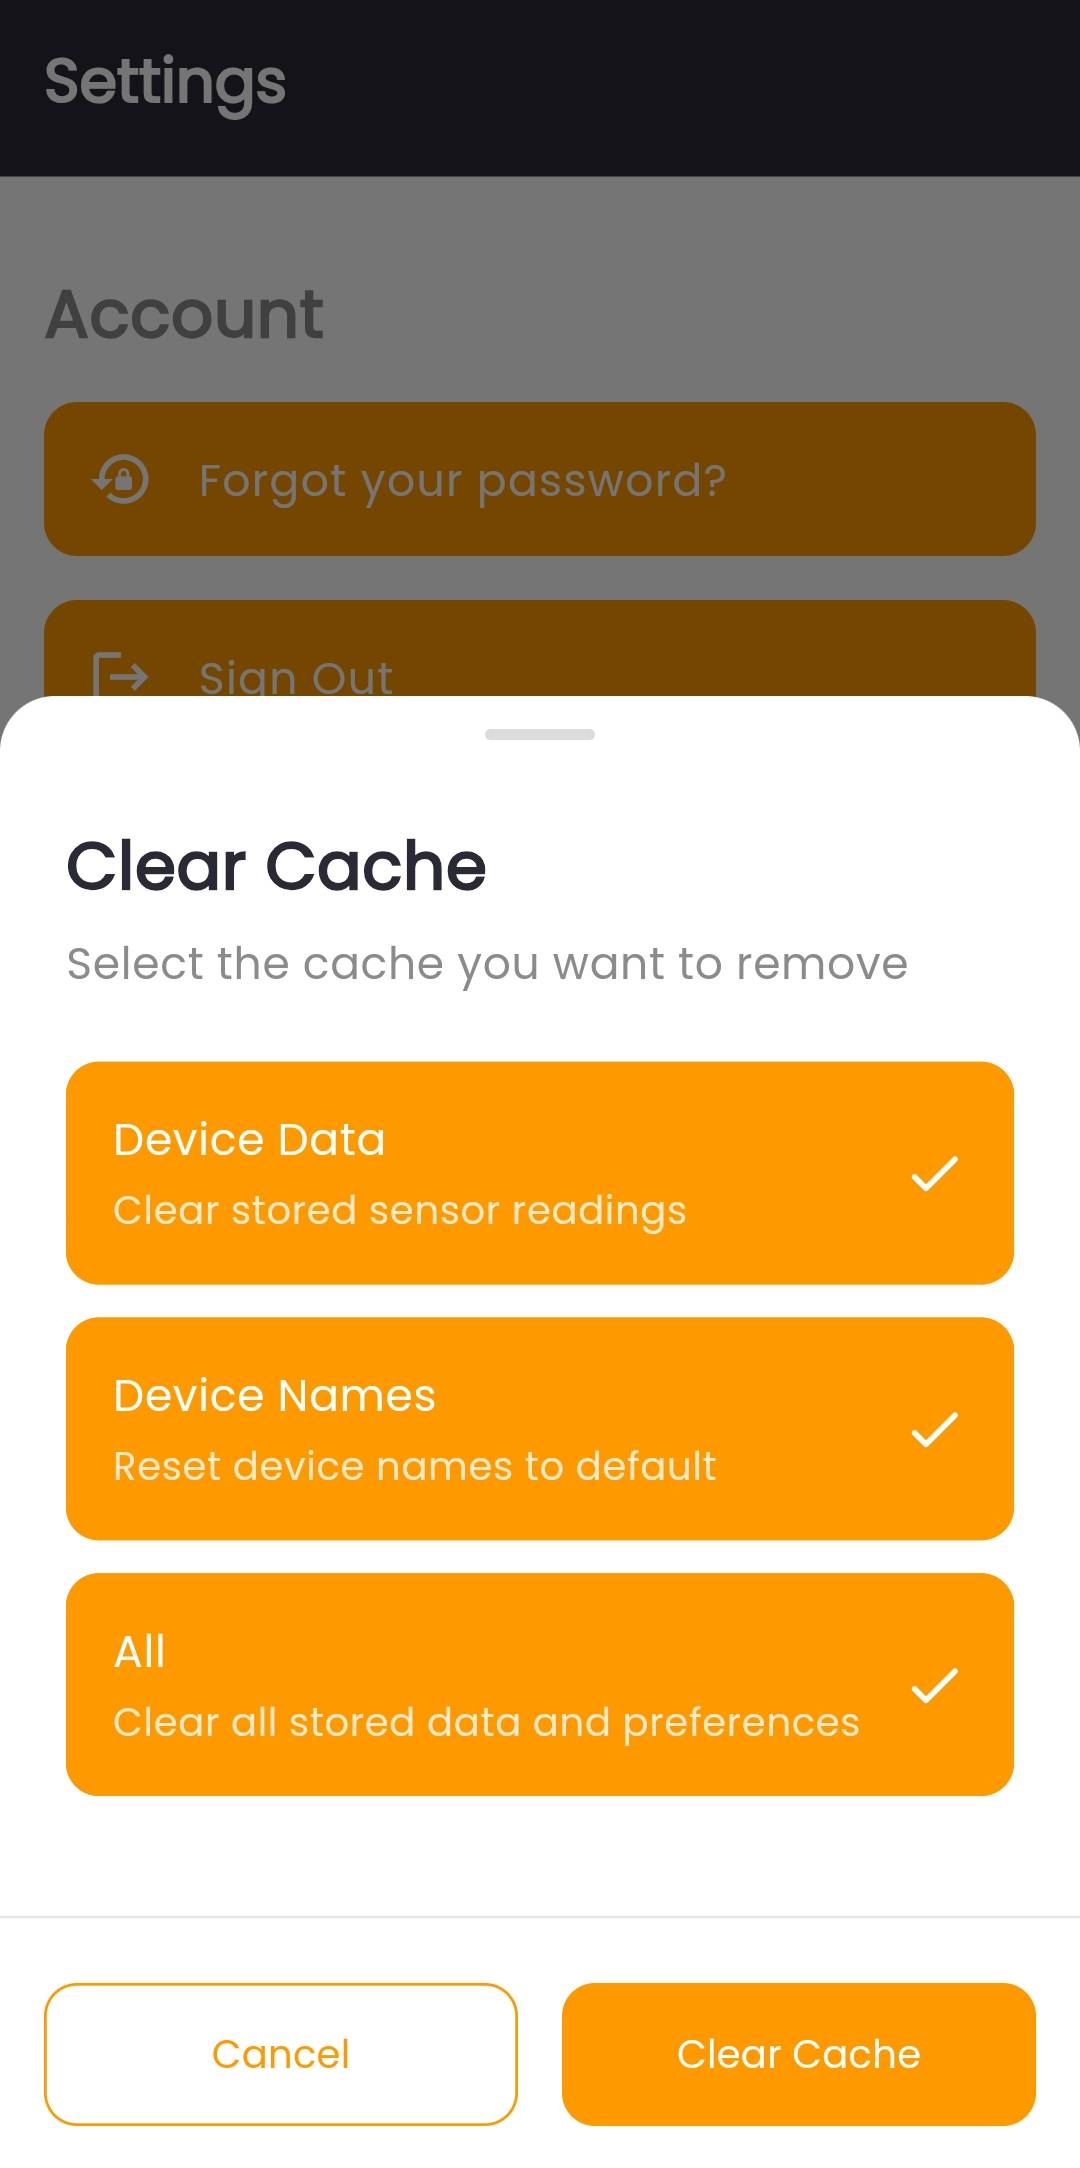 Settings
Account
Forgot your password?
Sign Out
Clear Cache
Select the cache you want to remove
Device Data
Clear stored sensor readings
Device Names
Reset device names to default
All
Clear all stored data and preferences
Cancel
Clear Cache